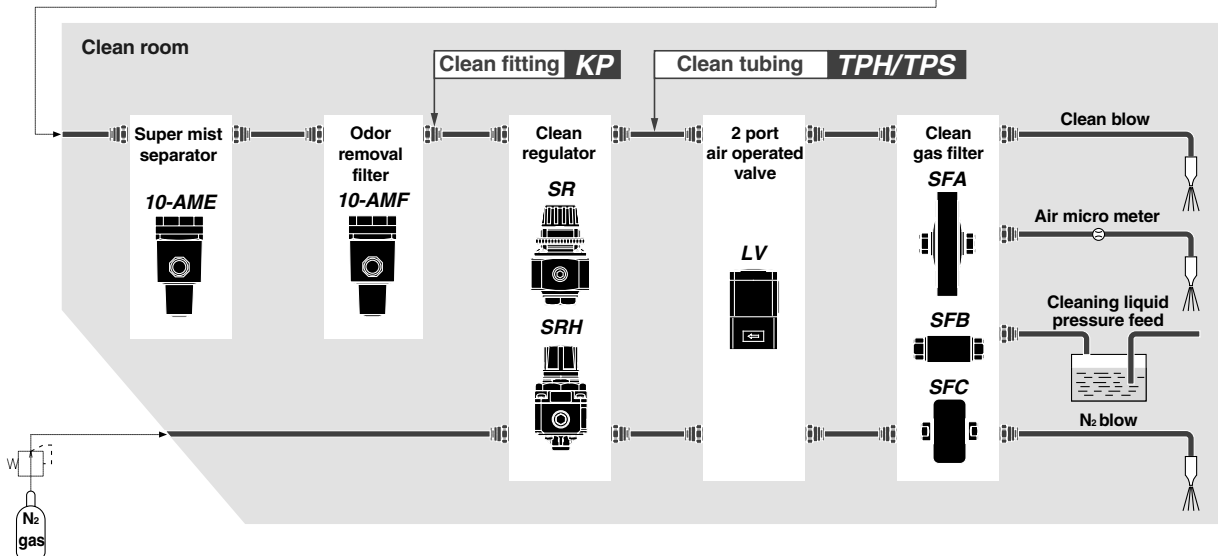 Clean room
Clean fitting KP
Clean tubing TPH/TPS
Super mist
separator
10-AME
Odor
removal
filter
10-AMF
Clean
regulator
SR
SRH
2 port
air operated
valve
LV
Clean
gas filter
SFA
SFB
SFC
Clean blow
Air micro meter
Cleaning liquid
pressure feed
N2 blow
N2
gas